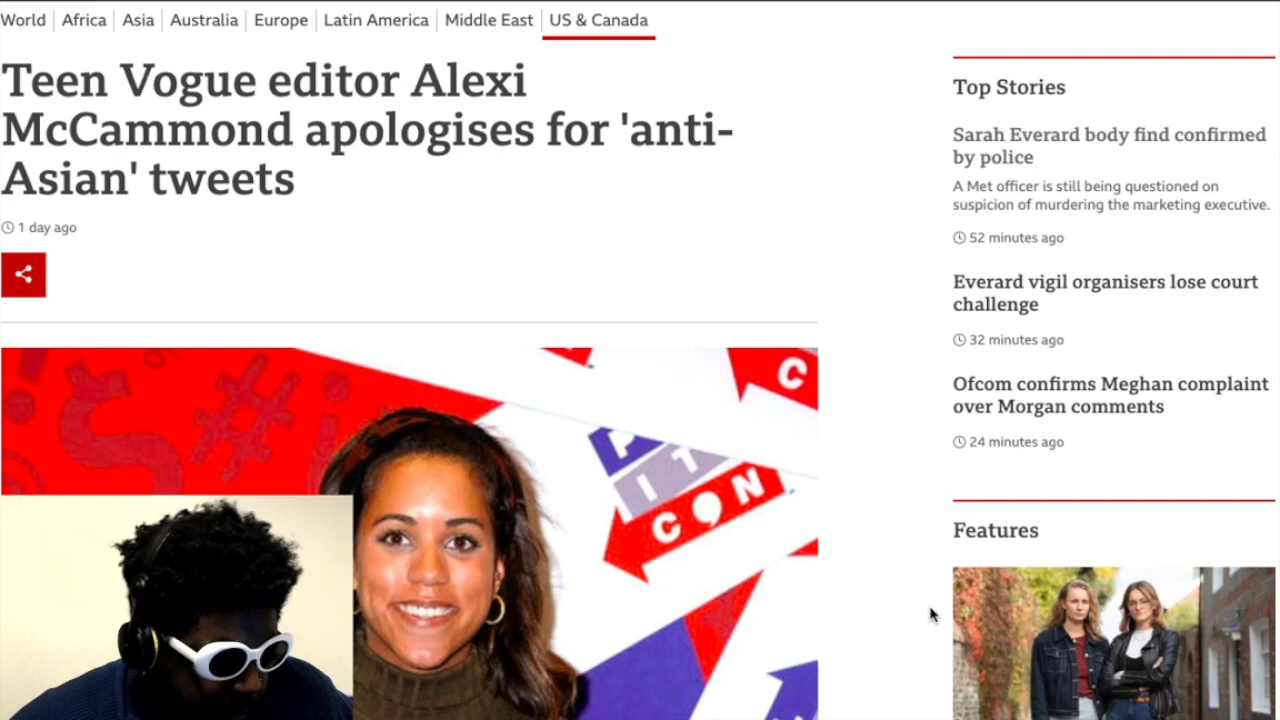 World
Africa
Asia
Australia
Europe
Latin America
Middle East
US & Canada
Teen Vogue editor Alexi
McCammond apologises for 'anti-
Asian' tweets
1 day ago
Top Stories
Sarah Everard body find confirmed
by police
A Met officer is still being questioned on
suspicion of murdering the marketing executive.
52 minutes ago
Everard vigil organisers lose court
challenge
32 minutes ago
Ofcom confirms Meghan complaint
over Morgan comments
24 minutes ago
Features
C
P
IT
CON